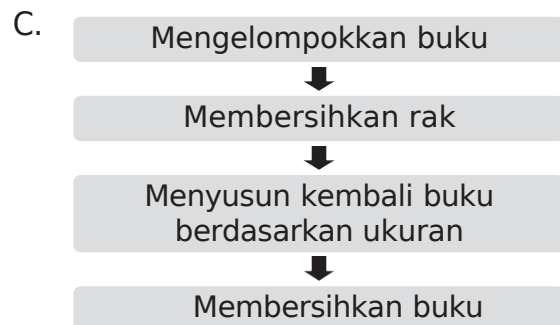 C.
Mengelompokkan buku
Membersihkan rak
Menyusun kembali buku
berdasarkan ukuran
Membersihkan buku